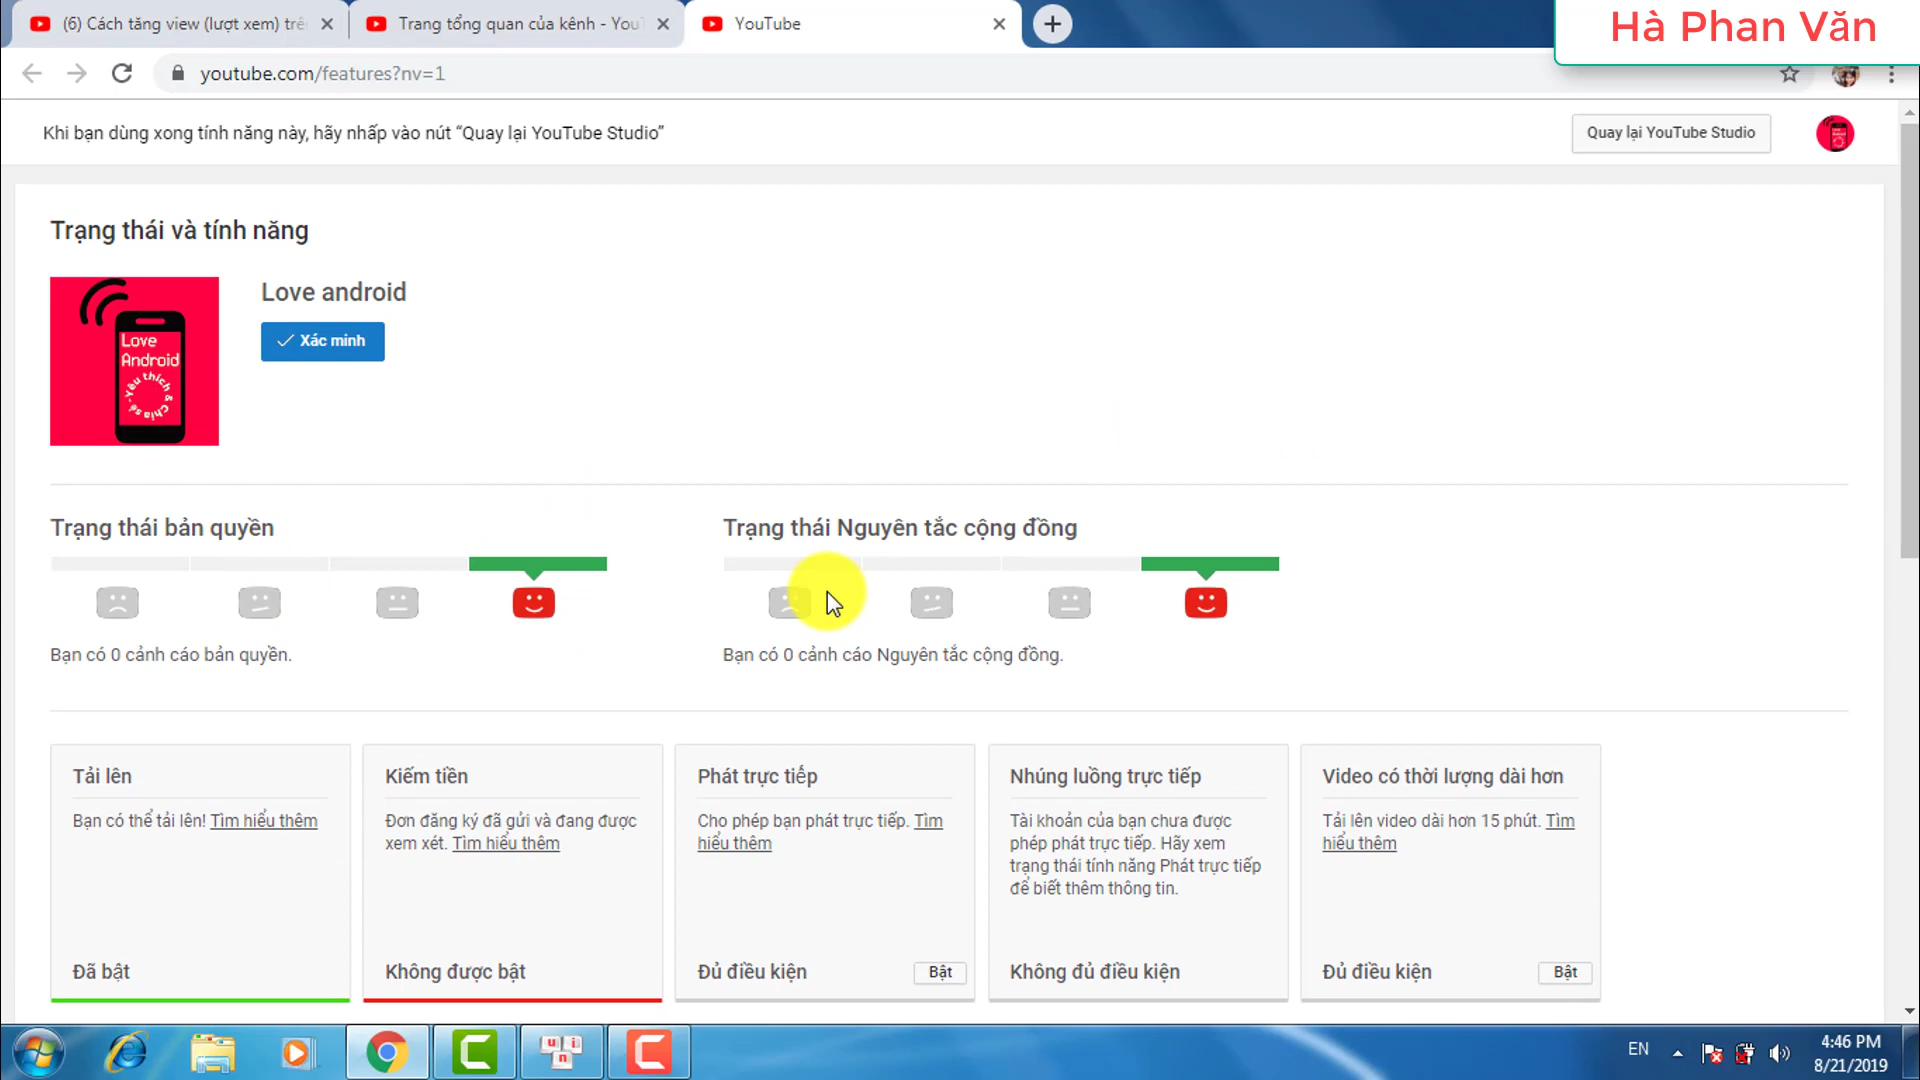 (6) Cách tăng view (lượt xem) trê
Trang tổng quan của kênh - You
YouTube
Hà Phan Văn
youtube.com/features?nv=1
Khi bạn dùng xong tính năng này, hãy nhấp vào nút “Quay lại YouTube Studio”
Quay lại YouTube Studio
Trạng thái và tính năng
Love android
Xác minh
Love
Android
Yêu thích & Chia sẻ
Trạng thái bản quyền
Trạng thái Nguyên tắc cộng đồng
Bạn có 0 cảnh cáo bản quyền.
Bạn có 0 cảnh cáo Nguyên tắc cộng đồng.
Tải lên
Bạn có thể tải lên! Tìm hiểu thêm
Đã bật
Kiếm tiền
Đơn đăng ký đã gửi và đang được
xem xét. Tìm hiểu thêm
Không được bật
Phát trực tiếp
Cho phép bạn phát trực tiếp. Tìm
hiểu thêm
Đủ điều kiện
Bật
Nhúng luồng trực tiếp
Tài khoản của bạn chưa được
phép phát trực tiếp. Hãy xem
trạng thái tính năng Phát trực tiếp
để biết thêm thông tin.
Không đủ điều kiện
Video có thời lượng dài hơn
Tải lên video dài hơn 15 phút. Tìm
hiểu thêm
Đủ điều kiện
Bật
u i
n
EN
4:46 PM
8/21/2019